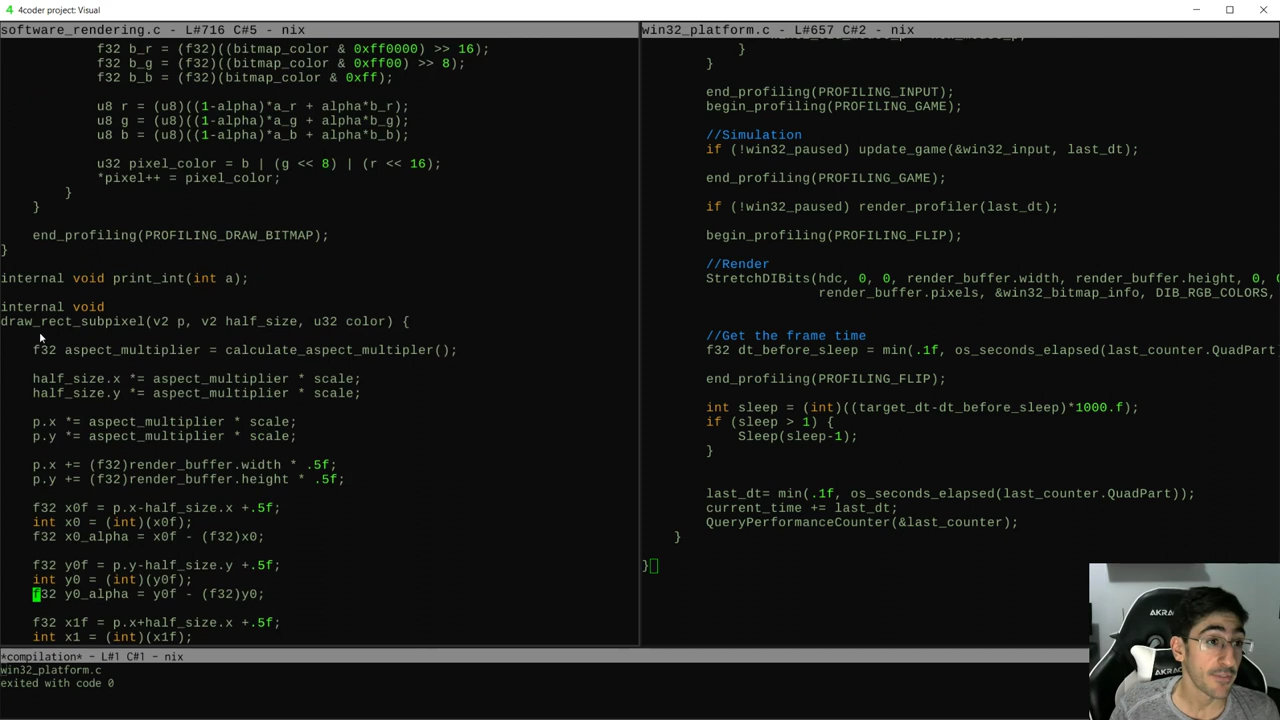 4coder project: Visual
software_rendering.c - L#716 C#5 - nix
f32 b_r = (f32)((bitmap_color & 0xff0000) >> 16);
f32 b_g = (f32)((bitmap_color & 0xff00) >> 8);
f32 b_b = (f32)(bitmap_color & 0xff);
u8 r = (u8)((1-alpha)*a_r + alpha*b_r);
u8 g = (u8)((1-alpha)*a_g + alpha*b_g);
u8 b = (u8)((1-alpha)*a_b + alpha*b_b);
u32 pixel_color = b | (g << 8) | (r << 16);
*pixel++ = pixel_color;
}
}
end_profiling(PROFILING_DRAW_BITMAP);
}
internal void print_int(int a);
internal void
draw_rect_subpixel(v2 p, v2 half_size, u32 color) {
f32 aspect_multiplier = calculate_aspect_multipler();
half_size.x *= aspect_multiplier * scale;
half_size.y *= aspect_multiplier * scale;
p.x *= aspect_multiplier * scale;
p.y *= aspect_multiplier * scale;
p.x += (f32)render_buffer.width * .5f;
p.y += (f32)render_buffer.height * .5f;
f32 x0f = p.x-half_size.x +.5f;
int x0 = (int)(x0f);
f32 x0_alpha = x0f - (f32)x0;
f32 y0f = p.y-half_size.y +.5f;
int y0 = (int)(y0f);
f32 y0_alpha = y0f - (f32)y0;
f32 x1f = p.x+half_size.x +.5f;
int x1 = (int)(x1f);
win32_platform.c - L#657 C#2 - nix
}
}
end_profiling(PROFILING_INPUT);
begin_profiling(PROFILING_GAME);
//Simulation
if (!win32_paused) update_game(&win32_input, last_dt);
end_profiling(PROFILING_GAME);
if (!win32_paused) render_profiler(last_dt);
begin_profiling(PROFILING_FLIP);
//Render
StretchDIBits(hdc, 0, 0, render_buffer.width, render_buffer.height, 0, 0
render_buffer.pixels, &win32_bitmap_info, DIB_RGB_COLORS,
//Get the frame time
f32 dt_before_sleep = min(.1f, os_seconds_elapsed(last_counter.QuadPart
end_profiling(PROFILING_FLIP);
int sleep = (int)((target_dt-dt_before_sleep)*1000.f);
if (sleep > 1) {
Sleep(sleep-1);
}
last_dt= min(.1f, os_seconds_elapsed(last_counter.QuadPart));
current_time += last_dt;
QueryPerformanceCounter(&last_counter);
}
}
*compilation* - L#1 C#1 - nix
win32_platform.c
exited with code 0